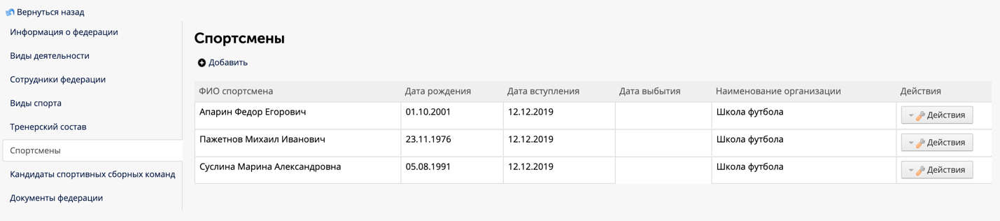 Вернуться назад
Информация о федерации
Виды деятельности
Сотрудники федерации
Виды спорта
Тренерский состав
Спортсмены
Кандидаты спортивных сборных команд
Документы федерации
Спортсмены
Добавить
ФИО спортсмена Дата рождения Дата вступления Дата выбытия Наименование организации Действия
Апарин Федор Егорович 01.10.2001 12.12.2019 Школа футбола Действия
Пажетнов Михаил Иванович 23.11.1976 12.12.2019 Школа футбола Действия
Суслина Марина Александровна 05.08.1991 12.12.2019 Школа футбола Действия